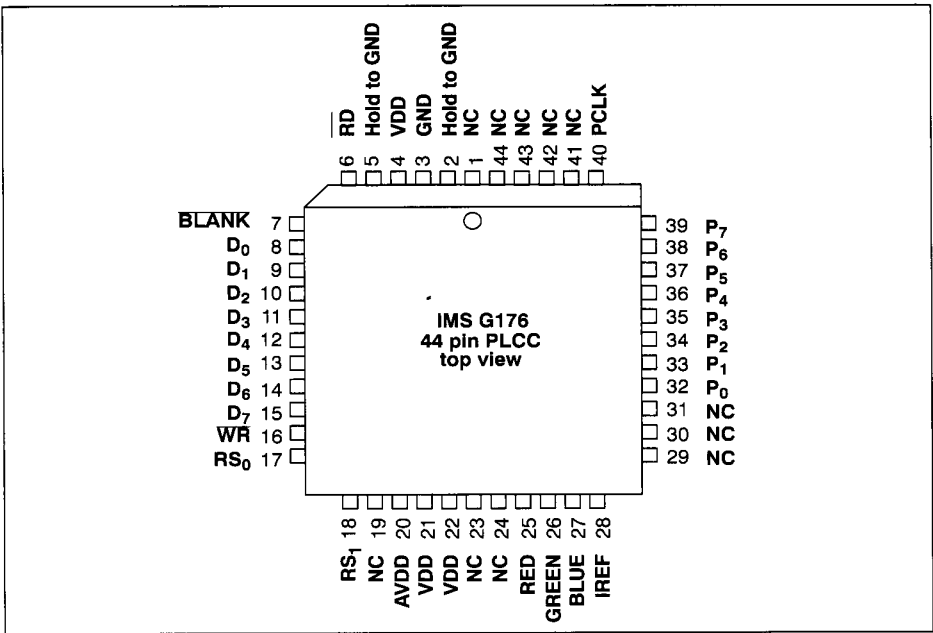 RD
Hold to GND
VDD
GND
Hold to GND
NC
NC
NC
NC
NC
PCLK
6 5 4 3 2 1 44 43 42 41 40
BLANK 7
D0 8
D1 9
D2 10
D3 11
D4 12
D5 13
D6 14
D7 15
WR 16
RS0 17
IMS G176
44 pin PLCC
top view
39 P7
38 P6
37 P5
36 P4
35 P3
34 P2
33 P1
32 P0
31 NC
30 NC
29 NC
18 19 20 21 22 23 24 25 26 27 28
RS1
NC
AVDD
VDD
VDD
NC
NC
RED
GREEN
BLUE
IREF